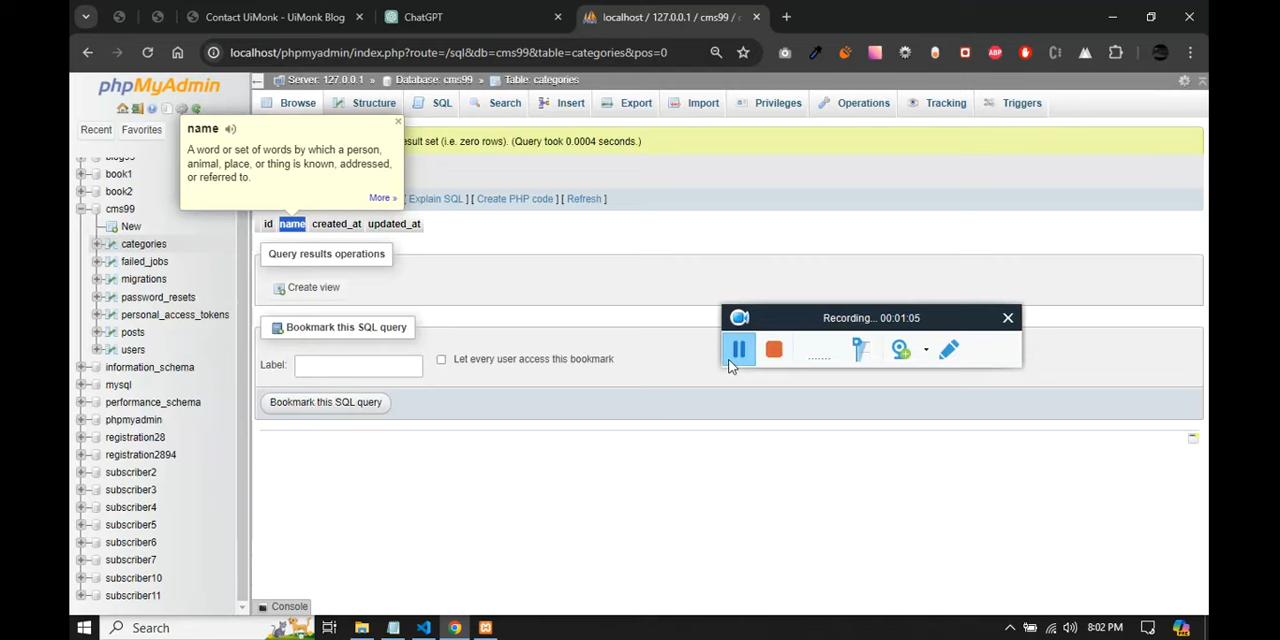 Contact UiMonk - UiMonk Blog
ChatGPT
localhost / 127.0.0.1 / cms99 / c
localhost/phpmyadmin/index.php?route=/sql&db=cms99&table=categories&pos=0
phpMyAdmin
Server: 127.0.0.1 » Database: cms99 » Table: categories
Browse Structure SQL Search Insert Export Import Privileges Operations Tracking Triggers
Recent Favorites
name
A word or set of words by which a person, animal, place, or thing is known, addressed, or referred to.
More »
sult set (i.e. zero rows). (Query took 0.0004 seconds.)
[ Explain SQL ] [ Create PHP code ] [ Refresh ]
id name created_at updated_at
Query results operations
Create view
Bookmark this SQL query
Label:
Let every user access this bookmark
Bookmark this SQL query
blog99
book1
book2
cms99
New
categories
failed_jobs
migrations
password_resets
personal_access_tokens
posts
users
information_schema
mysql
performance_schema
phpmyadmin
registration28
registration2894
subscriber2
subscriber3
subscriber4
subscriber5
subscriber6
subscriber7
subscriber10
subscriber11
Recording... 00:01:05
Console
Search
8:02 PM